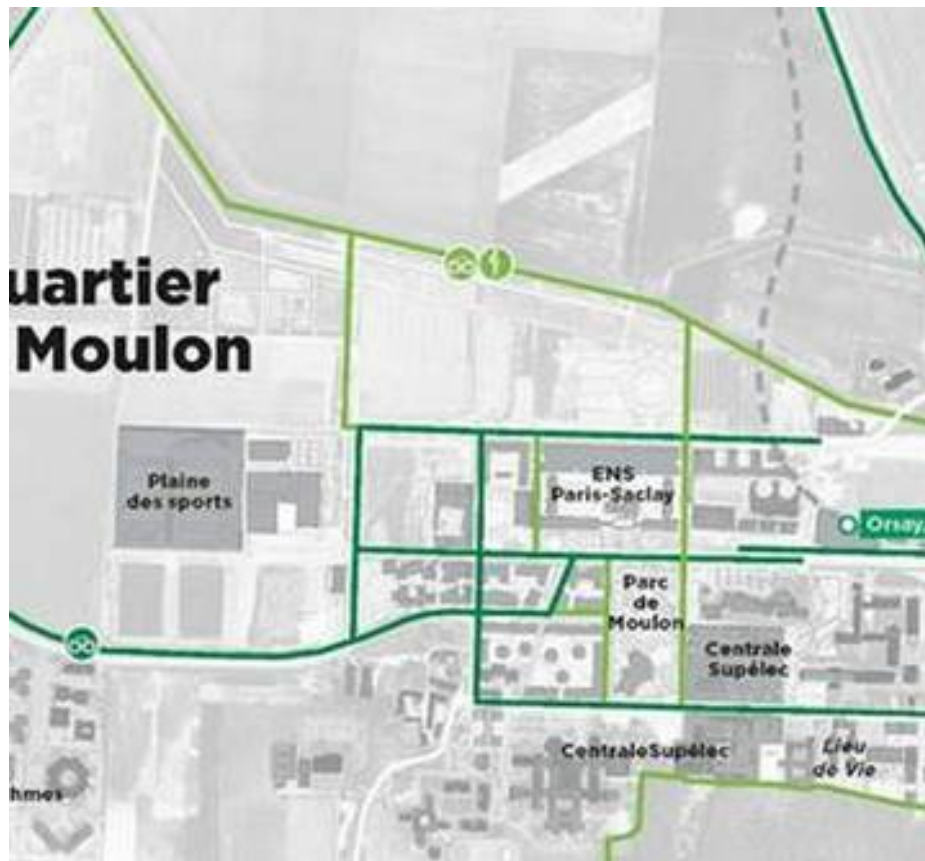 uartier
Moulon
Plaine
des sports
ENS
Paris-Saclay
Orsay
Parc
de
Moulon
Centrale
Supélec
CentraleSupélec
Lieu
de Vie
hmes